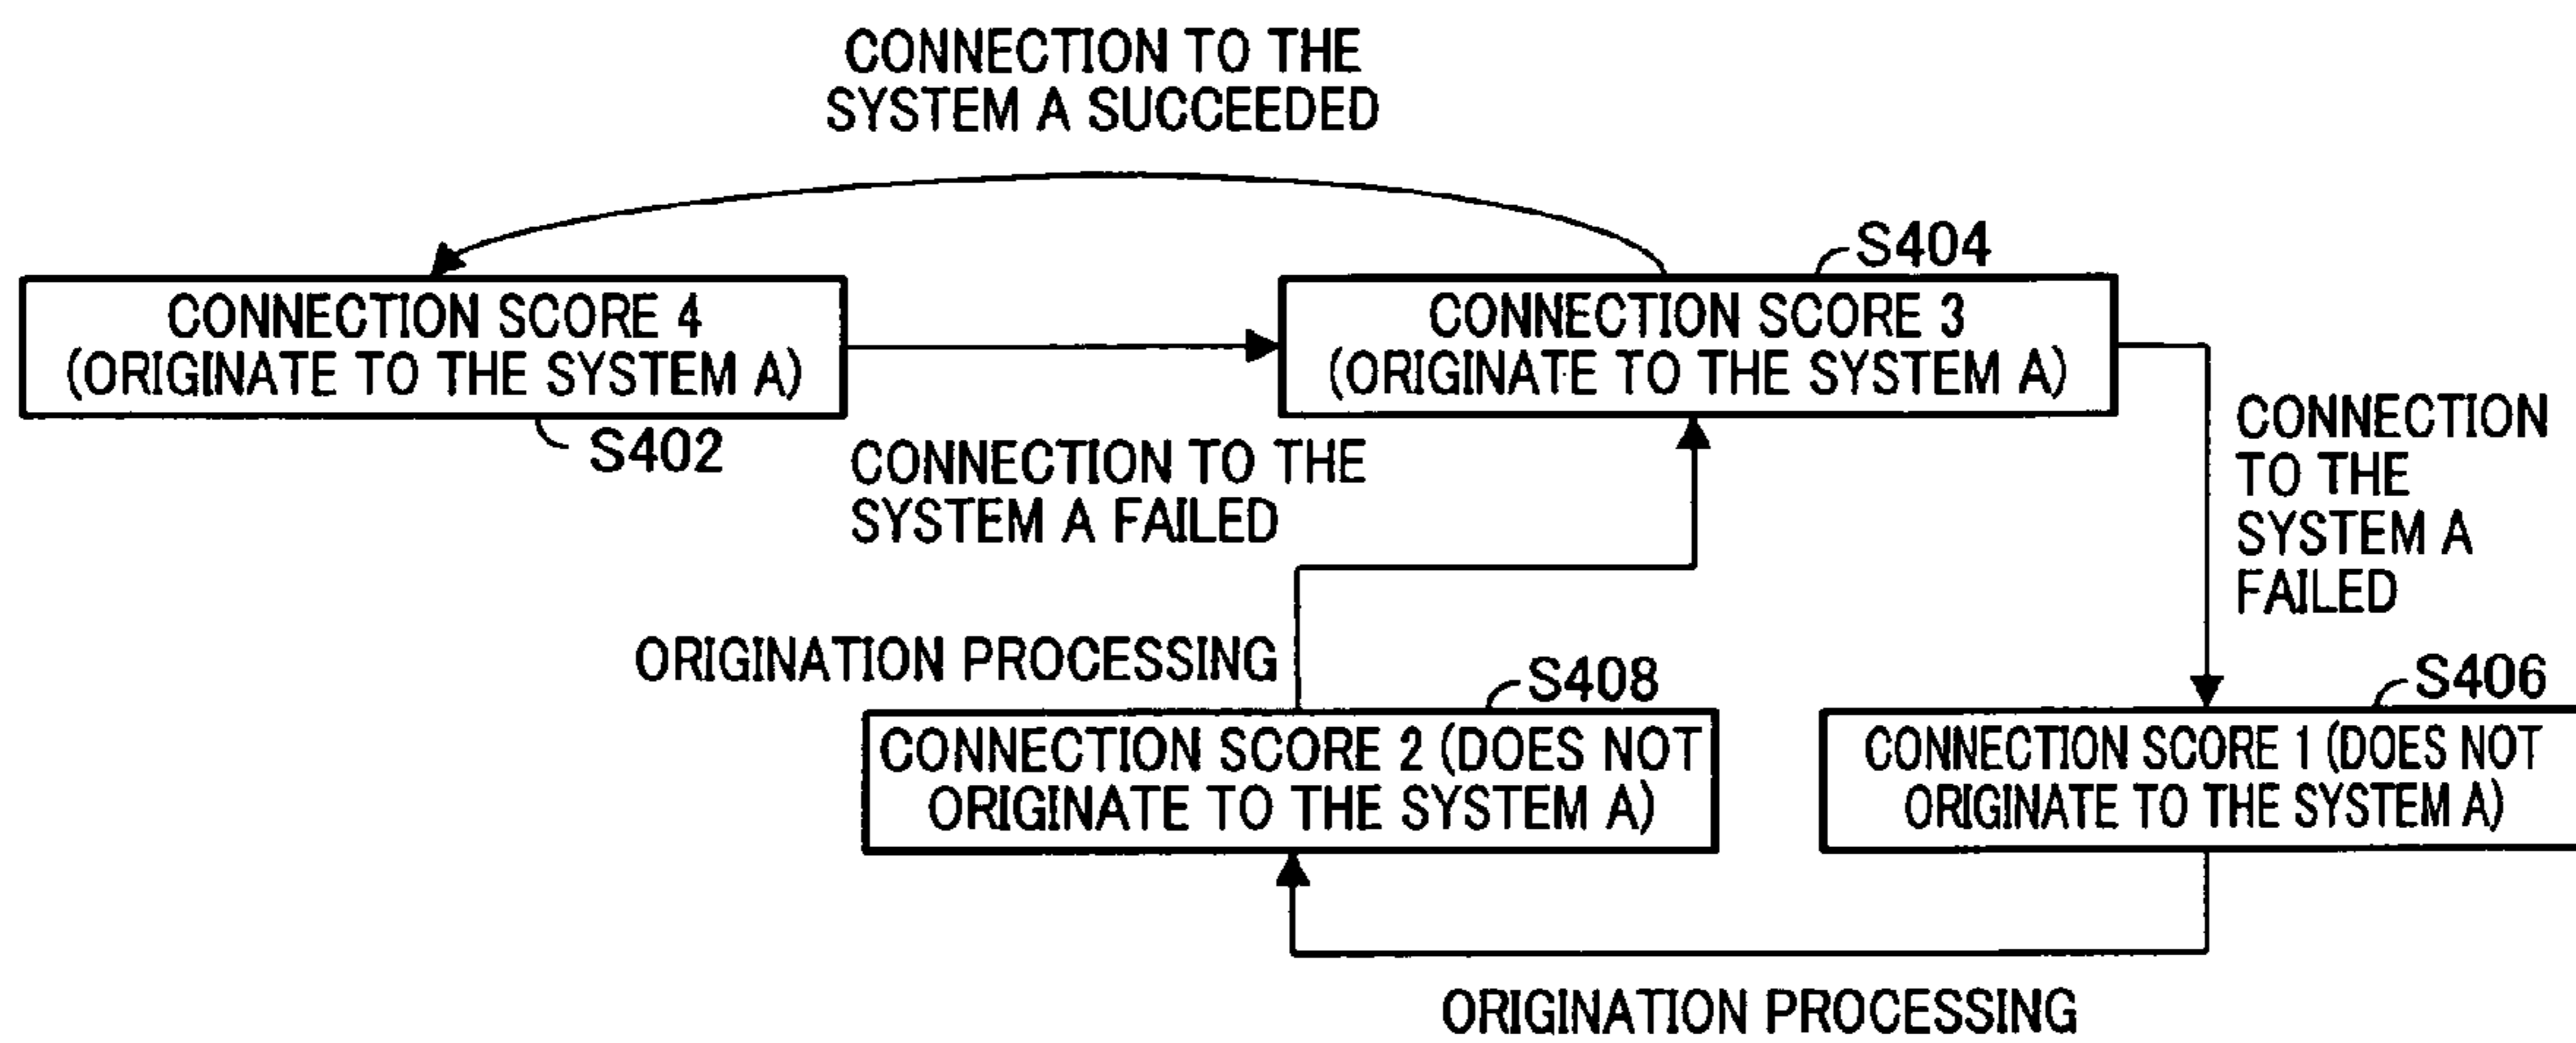 CONNECTION TO THE
SYSTEM A SUCCEEDED
S404
CONNECTION SCORE 4
(ORIGINATE TO THE SYSTEM A)
CONNECTION SCORE 3
(ORIGINATE TO THE SYSTEM A)
S402
CONNECTION TO THE
SYSTEM A FAILED
CONNECTION
TO THE
SYSTEM A
FAILED
ORIGINATION PROCESSING
S408
S406
CONNECTION SCORE 2 (DOES NOT
ORIGINATE TO THE SYSTEM A)
CONNECTION SCORE 1 (DOES NOT
ORIGINATE TO THE SYSTEM A)
ORIGINATION PROCESSING